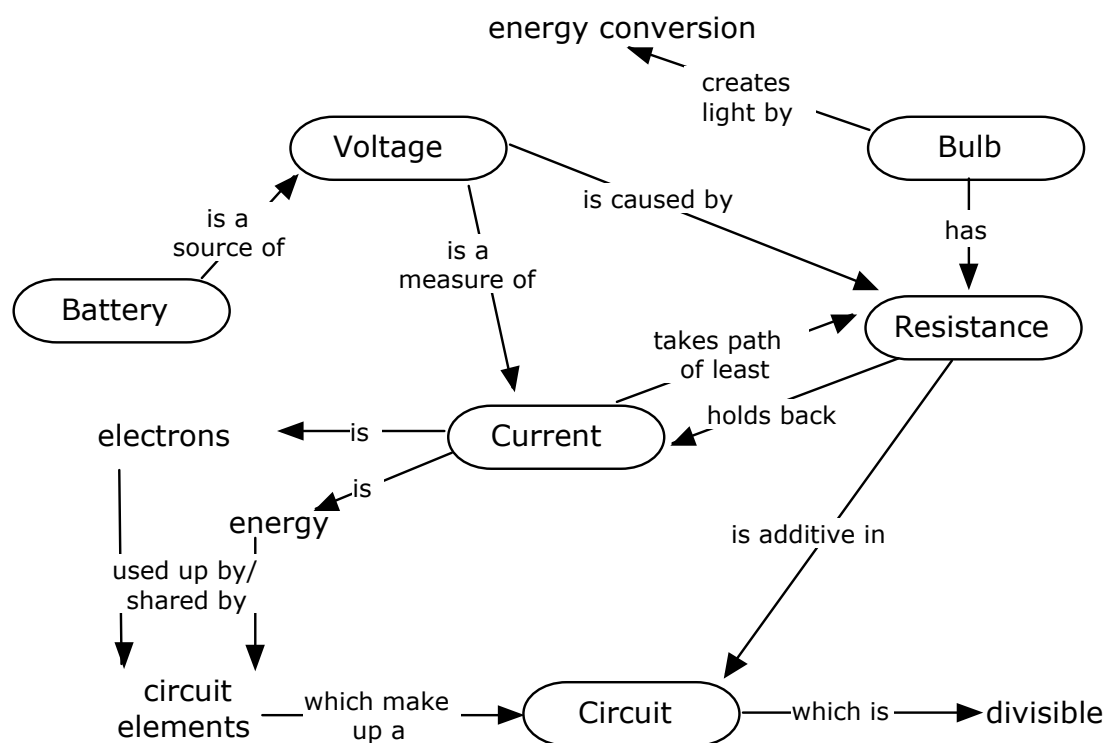 energy conversion
creates
light by
Voltage
Bulb
is caused by
is a
source of
has
is a
measure of
Battery
Resistance
takes path
of least
holds back
electrons
is
Current
is
energy
is additive in
used up by/
shared by
circuit
elements
which make
up a
Circuit
which is
divisible